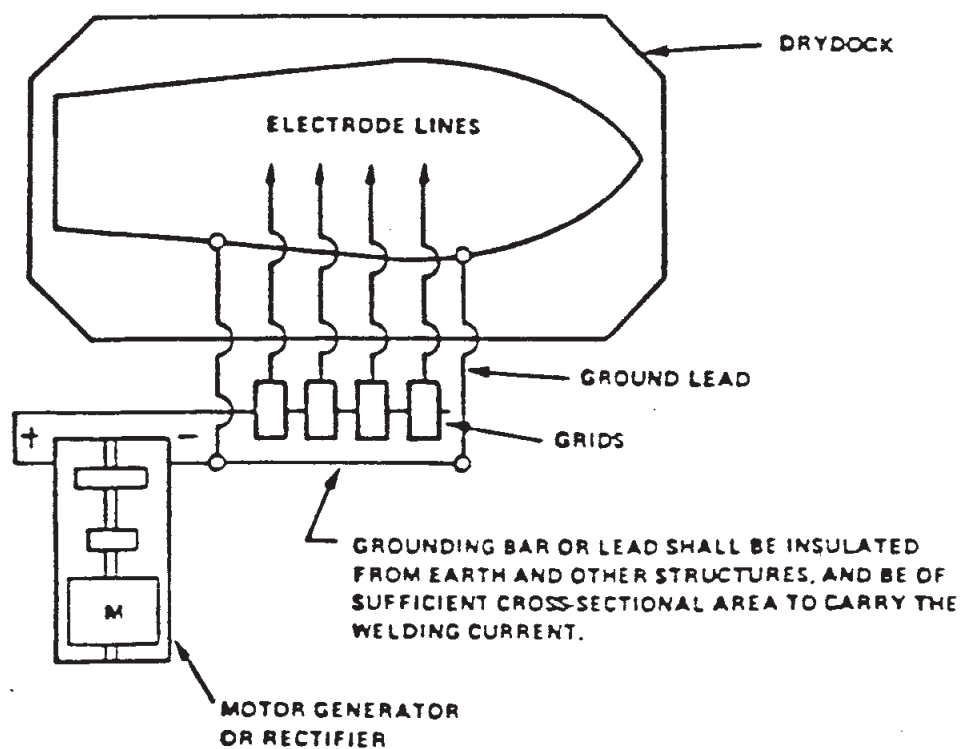 DRYDOCK
ELECTRODE LINES
GROUND LEAD
GRIDS
+ −
GROUNDING BAR OR LEAD SHALL BE INSULATED
FROM EARTH AND OTHER STRUCTURES, AND BE OF
SUFFICIENT CROSS-SECTIONAL AREA TO CARRY THE
WELDING CURRENT.
M
MOTOR GENERATOR
OR RECTIFIER